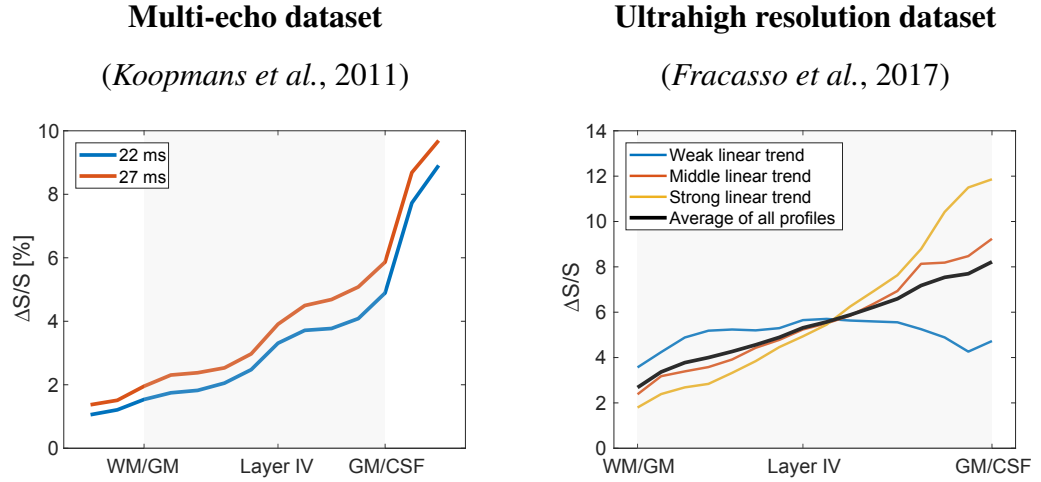 Multi-echo dataset
(Koopmans et al., 2011)
10
8
6
4
2
0
ΔS/S [%]
22 ms
27 ms
WM/GM
Layer IV
GM/CSF
Ultrahigh resolution dataset
(Fracasso et al., 2017)
14
12
10
8
6
4
2
0
ΔS/S
Weak linear trend
Middle linear trend
Strong linear trend
Average of all profiles
WM/GM
Layer IV
GM/CSF